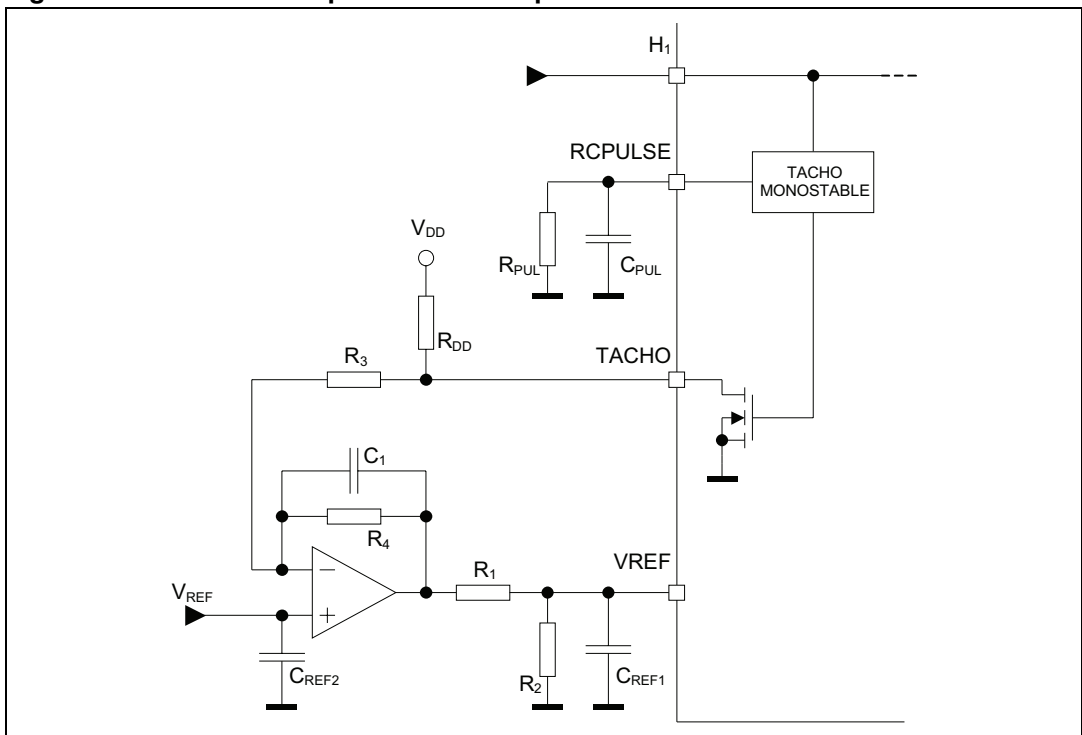 H1
RCPULSE
TACHO
MONOSTABLE
VDD
RPUL
CPUL
RDD
R3
TACHO
C1
R4
R1
VREF
VREF
CREF2
R2
CREF1